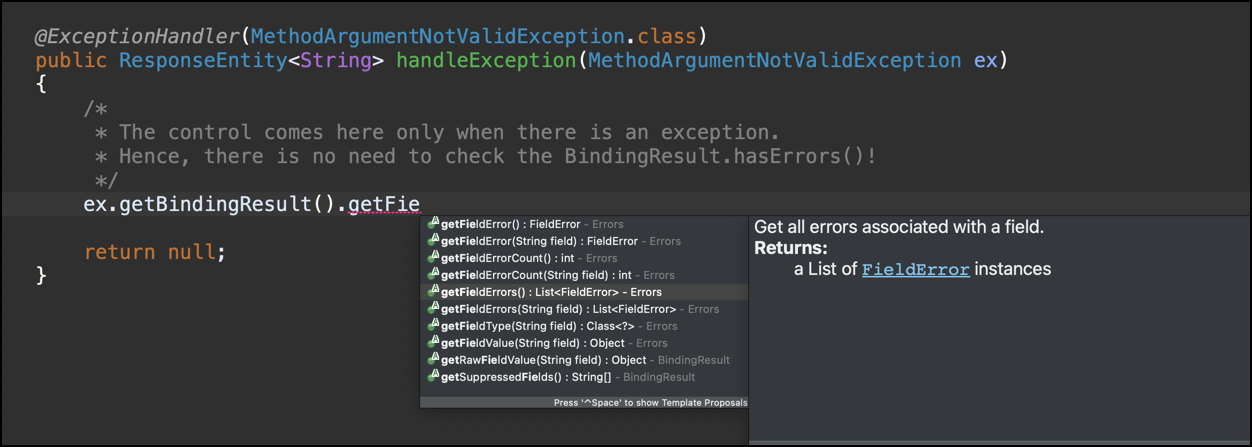 @ExceptionHandler(MethodArgumentNotValidException.class)
public ResponseEntity<String> handleException(MethodArgumentNotValidException ex)
{
/*
* The control comes here only when there is an exception.
* Hence, there is no need to check the BindingResult.hasErrors()!
*/
ex.getBindingResult().getFie
getFieldError() : FieldError - Errors
getFieldError(String field) : FieldError - Errors
getFieldErrorCount() : int - Errors
getFieldErrorCount(String field) : int - Errors
getFieldErrors() : List<FieldError> - Errors
getFieldErrors(String field) : List<FieldError> - Errors
getFieldType(String field) : Class<?> - Errors
getFieldValue(String field) : Object - Errors
getRawFieldValue(String field) : Object - BindingResult
getSuppressedFields() : String[] - BindingResult
Press '^Space' to show Template Proposals
Get all errors associated with a field.
Returns:
a List of FieldError instances
return null;
}